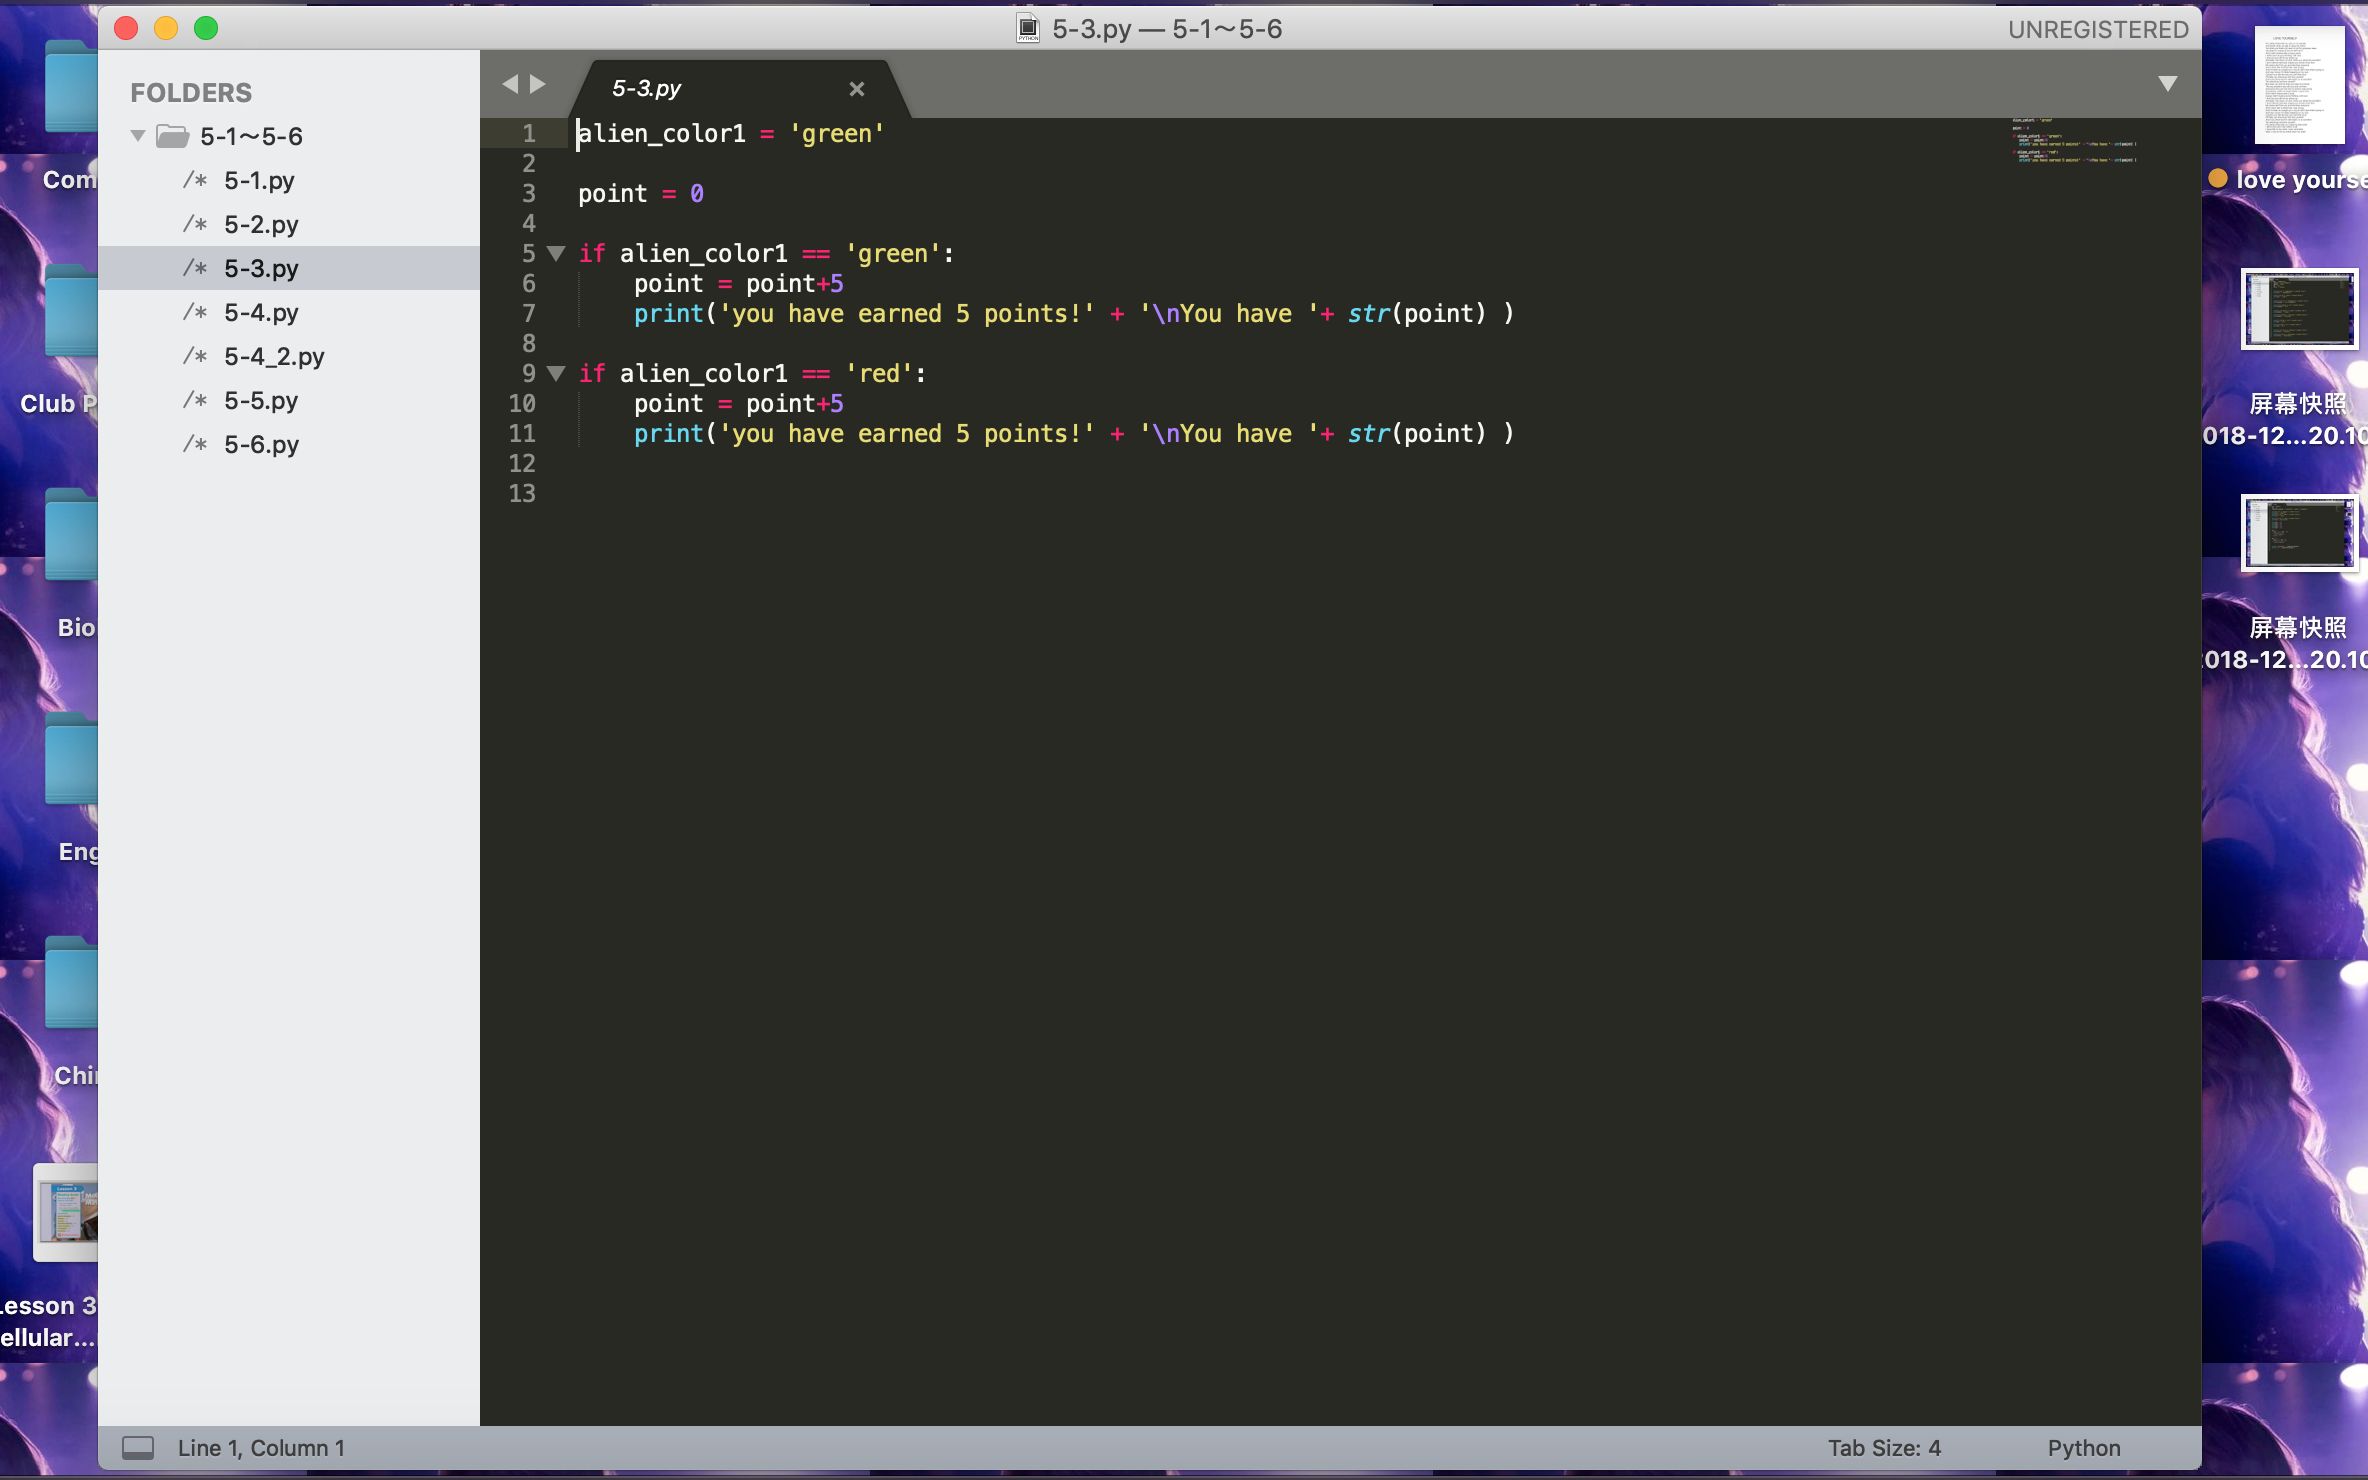 5-3.py — 5-1～5-6
UNREGISTERED
FOLDERS
5-1～5-6
/* 5-1.py
/* 5-2.py
/* 5-3.py
/* 5-4.py
/* 5-4_2.py
/* 5-5.py
/* 5-6.py
5-3.py
1 alien_color1 = 'green'
2
3 point = 0
4
5 if alien_color1 == 'green':
6 point = point+5
7 print('you have earned 5 points!' + '\nYou have '+ str(point) )
8
9 if alien_color1 == 'red':
10 point = point+5
11 print('you have earned 5 points!' + '\nYou have '+ str(point) )
12
13
Line 1, Column 1
Tab Size: 4
Python
Com
Club P
Bio
Eng
Chi
Lesson 3
ellular...
love yourse
屏幕快照
018-12...20.10
屏幕快照
2018-12...20.10